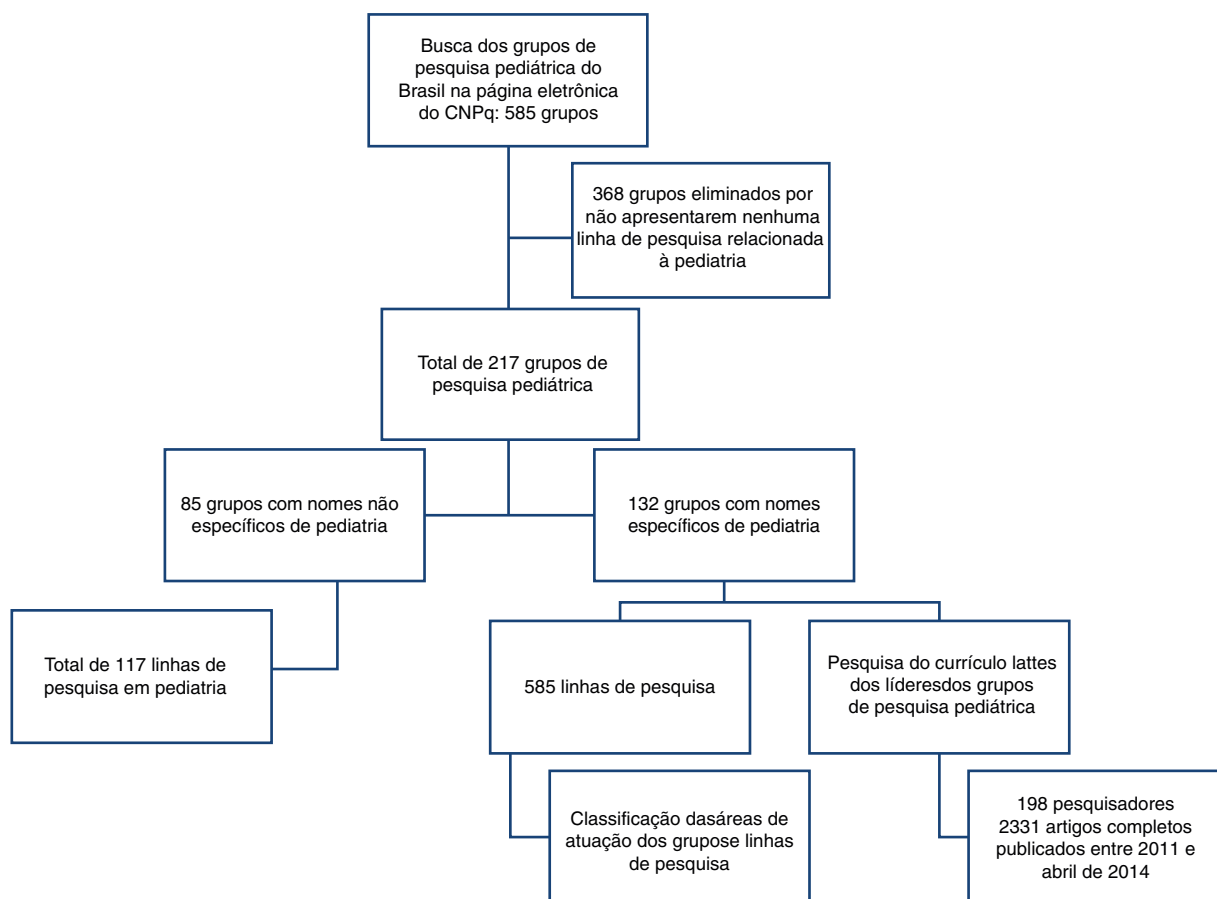 Busca dos grupos de
pesquisa pediátrica do
Brasil na página eletrônica
do CNPq: 585 grupos
368 grupos eliminados por
não apresentarem nenhuma
linha de pesquisa relacionada
à pediatria
Total de 217 grupos de
pesquisa pediátrica
85 grupos com nomes não
específicos de pediatria
132 grupos com nomes
específicos de pediatria
Total de 117 linhas de
pesquisa em pediatria
585 linhas de pesquisa
Pesquisa do currículo lattes
dos líderesdos grupos
de pesquisa pediátrica
Classificação dasáreas de
atuação dos grupose linhas
de pesquisa
198 pesquisadores
2331 artigos completos
publicados entre 2011 e
abril de 2014